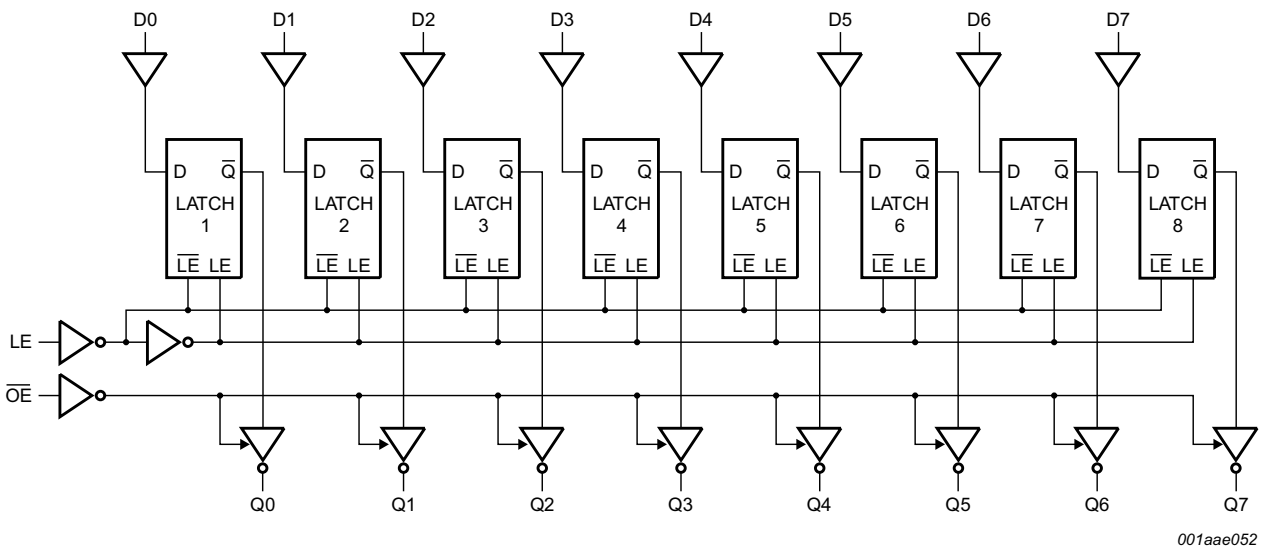 D0 D1 D2 D3 D4 D5 D6 D7
D Q̅ D Q̅ D Q̅ D Q̅ D Q̅ D Q̅ D Q̅ D Q̅
LATCH LATCH LATCH LATCH LATCH LATCH LATCH LATCH
1 2 3 4 5 6 7 8
L̅E̅ LE L̅E̅ LE L̅E̅ LE L̅E̅ LE L̅E̅ LE L̅E̅ LE L̅E̅ LE L̅E̅ LE
LE
O̅E̅
Q0 Q1 Q2 Q3 Q4 Q5 Q6 Q7
001aae052